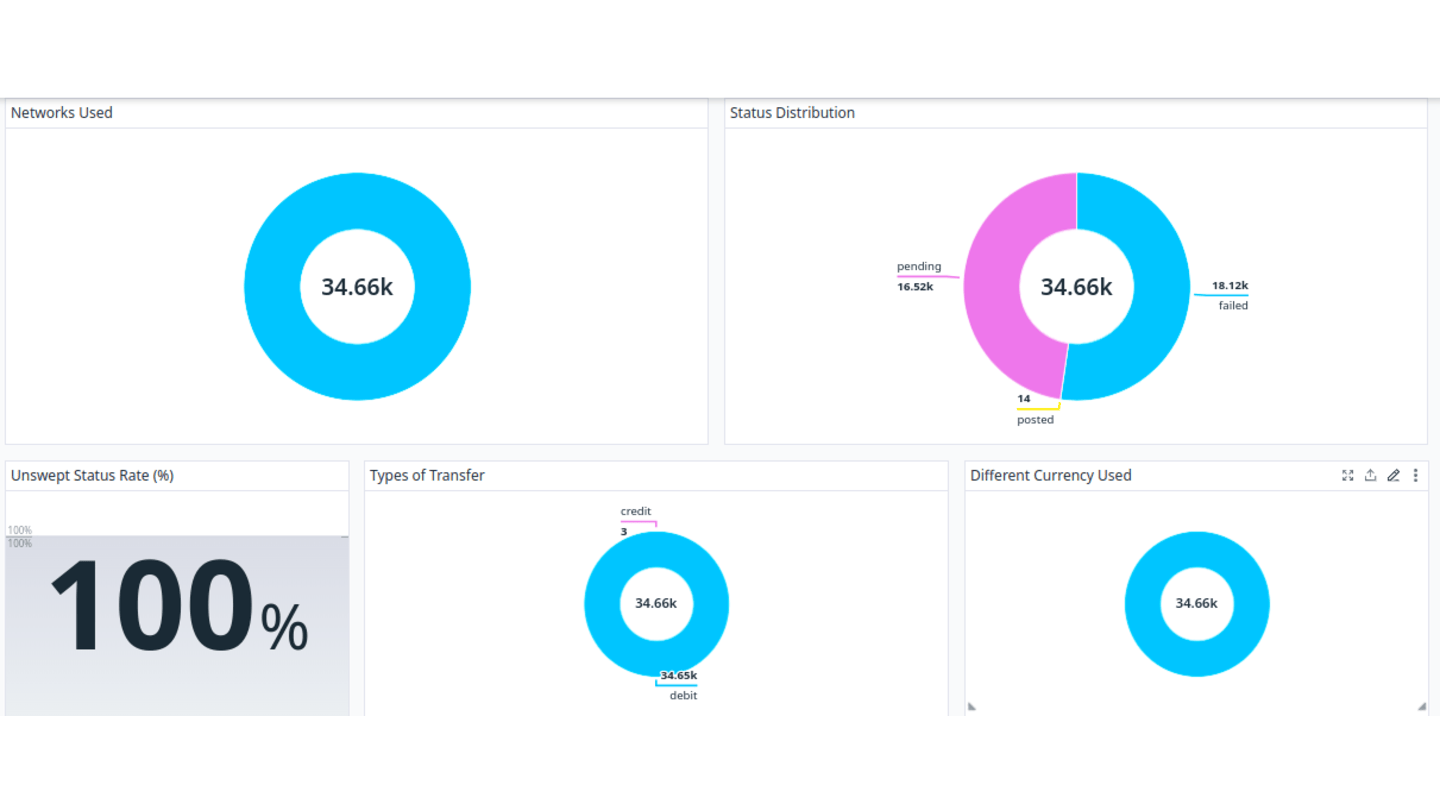 Networks Used
34.66k
Status Distribution
pending
16.52k
34.66k
18.12k
failed
14
posted
Unswept Status Rate (%)
100%
100%
100%
Types of Transfer
credit
3
34.66k
34.65k
debit
Different Currency Used
34.66k